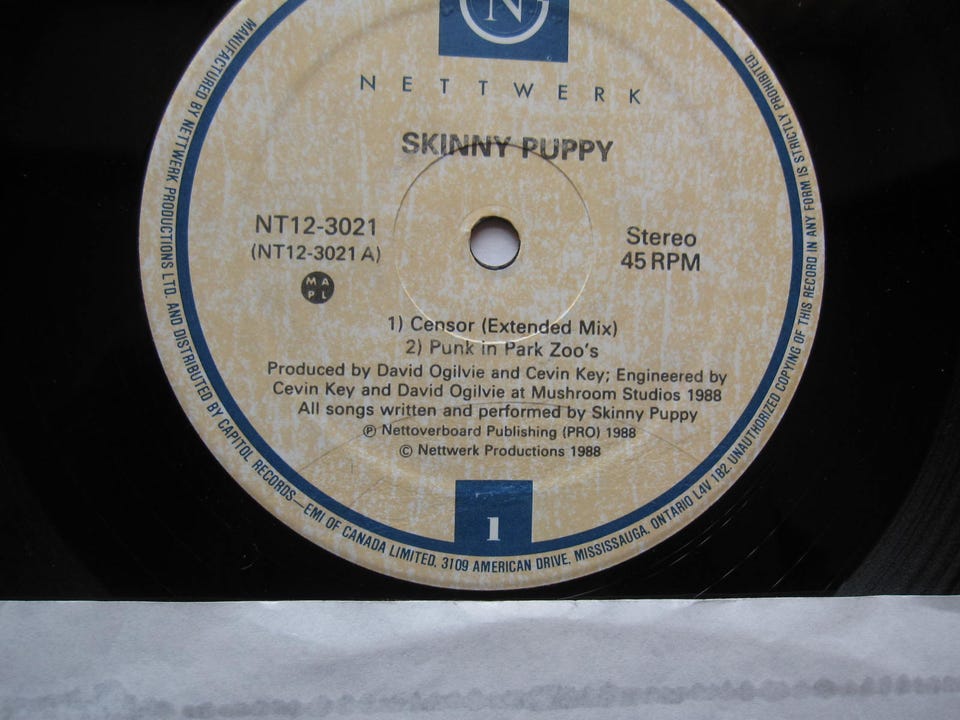 N
NETTWERK
SKINNY PUPPY
NT12-3021
(NT12-3021 A)
M A
P L
Stereo
45 RPM
1) Censor (Extended Mix)
2) Punk in Park Zoo's
Produced by David Ogilvie and Cevin Key; Engineered by
Cevin Key and David Ogilvie at Mushroom Studios 1988
All songs written and performed by Skinny Puppy
℗ Nettoverboard Publishing (PRO) 1988
© Nettwerk Productions 1988
1
MANUFACTURED BY NETTWERK PRODUCTIONS LTD. AND DISTRIBUTED BY CAPITOL RECORDS—EMI OF CANADA LIMITED, 3109 AMERICAN DRIVE, MISSISSAUGA, ONTARIO L4V 1B2. UNAUTHORIZED COPYING OF THIS RECORD IN ANY FORM IS STRICTLY PROHIBITED.